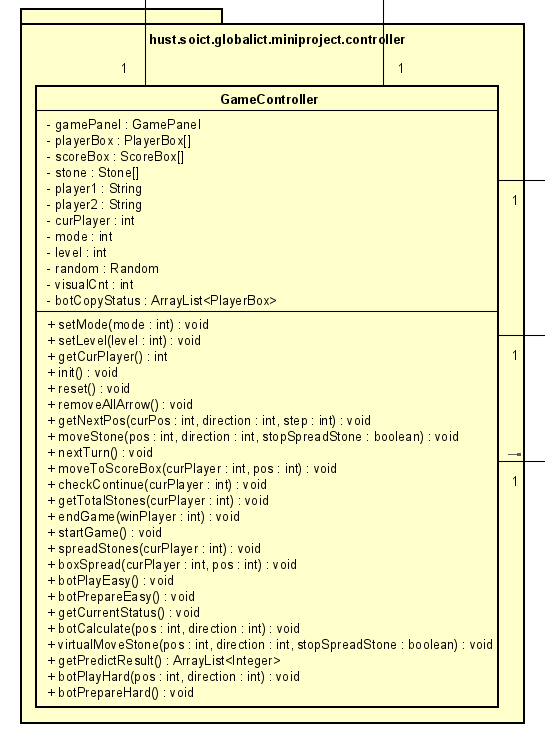 hust.soict.globalict.miniproject.controller
1
1
GameController
- gamePanel : GamePanel
- playerBox : PlayerBox[]
- scoreBox : ScoreBox[]
- stone : Stone[]
- player1 : String
- player2 : String
- curPlayer : int
- mode : int
- level : int
- random : Random
- visualCnt : int
- botCopyStatus : ArrayList<PlayerBox>
+ setMode(mode : int) : void
+ setLevel(level : int) : void
+ getCurPlayer() : int
+ init() : void
+ reset() : void
+ removeAllArrow() : void
+ getNextPos(curPos : int, direction : int, step : int) : void
+ moveStone(pos : int, direction : int, stopSpreadStone : boolean) : void
+ nextTurn() : void
+ moveToScoreBox(curPlayer : int, pos : int) : void
+ checkContinue(curPlayer : int) : void
+ getTotalStones(curPlayer : int) : void
+ endGame(winPlayer : int) : void
+ startGame() : void
+ spreadStones(curPlayer : int) : void
+ boxSpread(curPlayer : int, pos : int) : void
+ botPlayEasy() : void
+ botPrepareEasy() : void
+ getCurrentStatus() : void
+ botCalculate(pos : int, direction : int) : void
+ virtualMoveStone(pos : int, direction : int, stopSpreadStone : boolean) : void
+ getPredictResult() : ArrayList<Integer>
+ botPlayHard(pos : int, direction : int) : void
+ botPrepareHard() : void
1
1
1